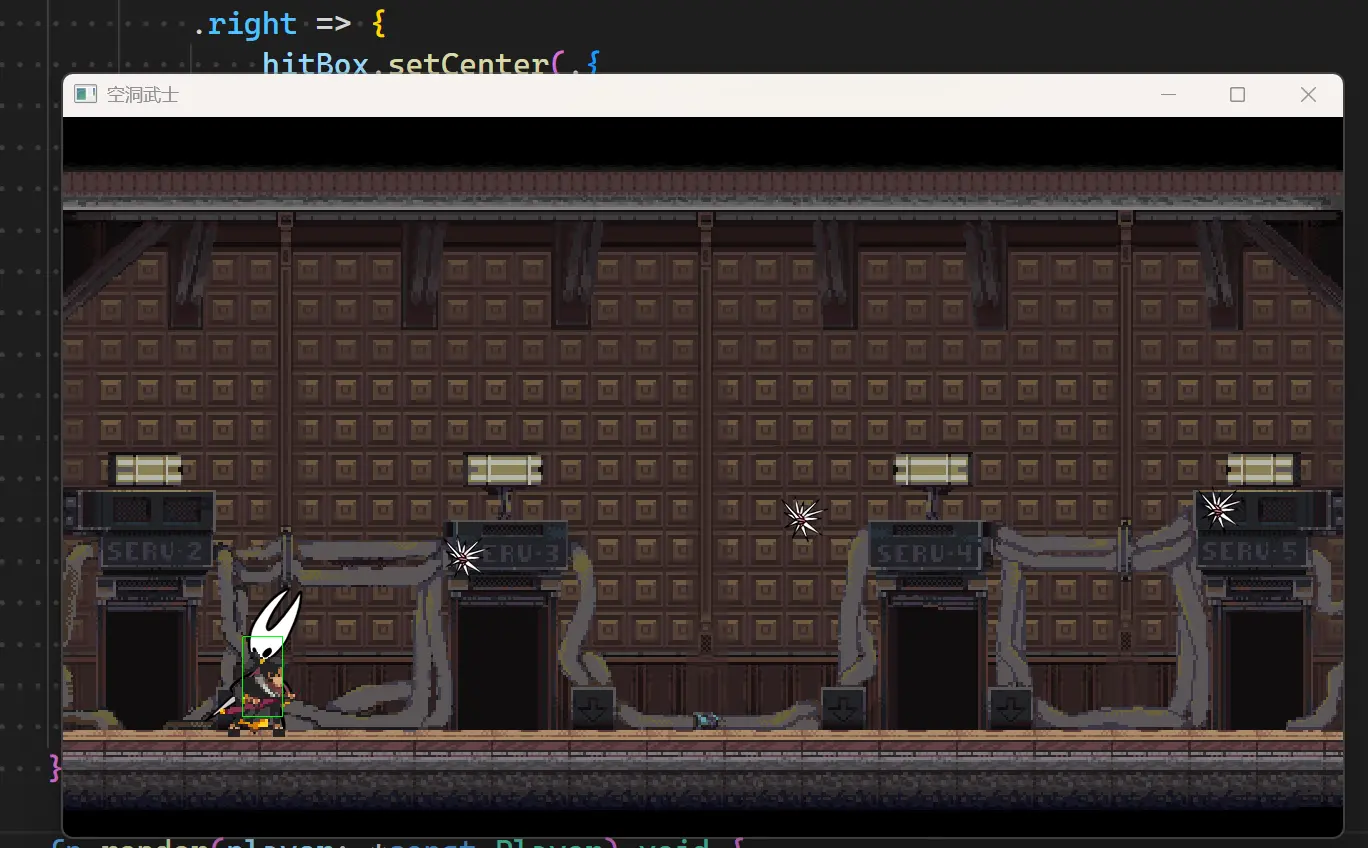 .right => {
hitBox.setCenter(.{
空洞武士
SERV-2
SERV-3
SERV-4
SERV-5
}
fn render(player: *const Player) void {